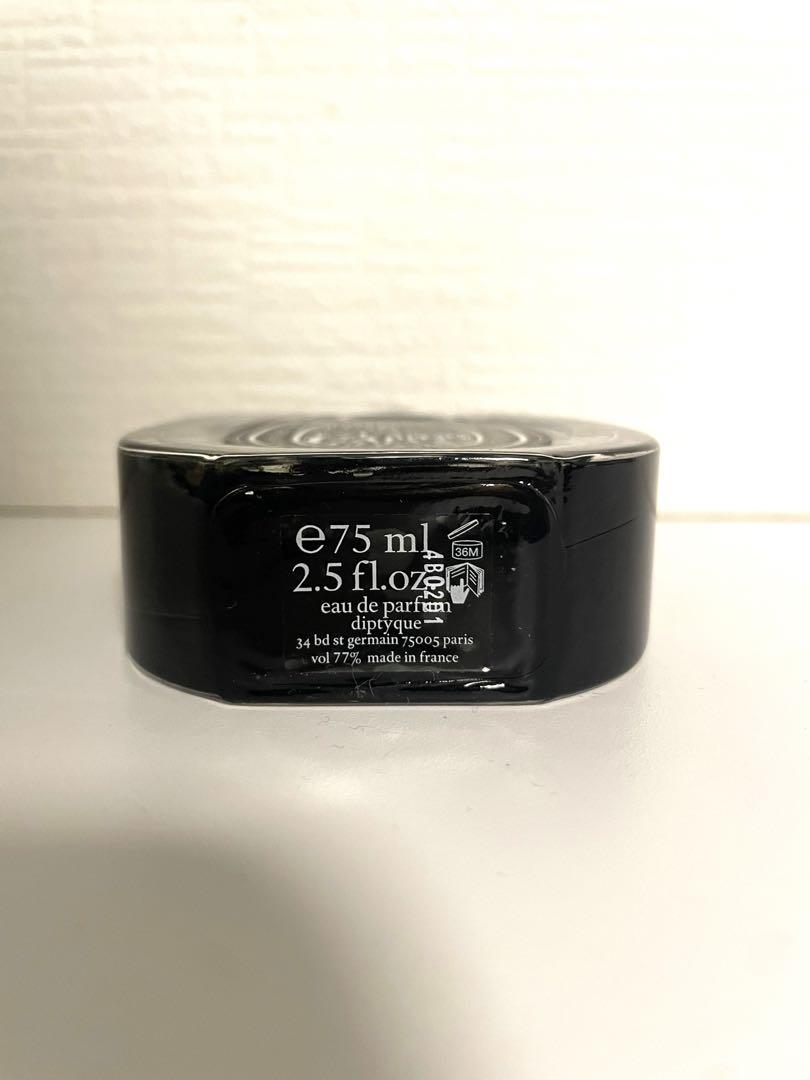 e75 ml
36M
2.5 fl.oz
eau de parfum
diptyque
34 bd st germain 75005 paris
vol 77% made in france